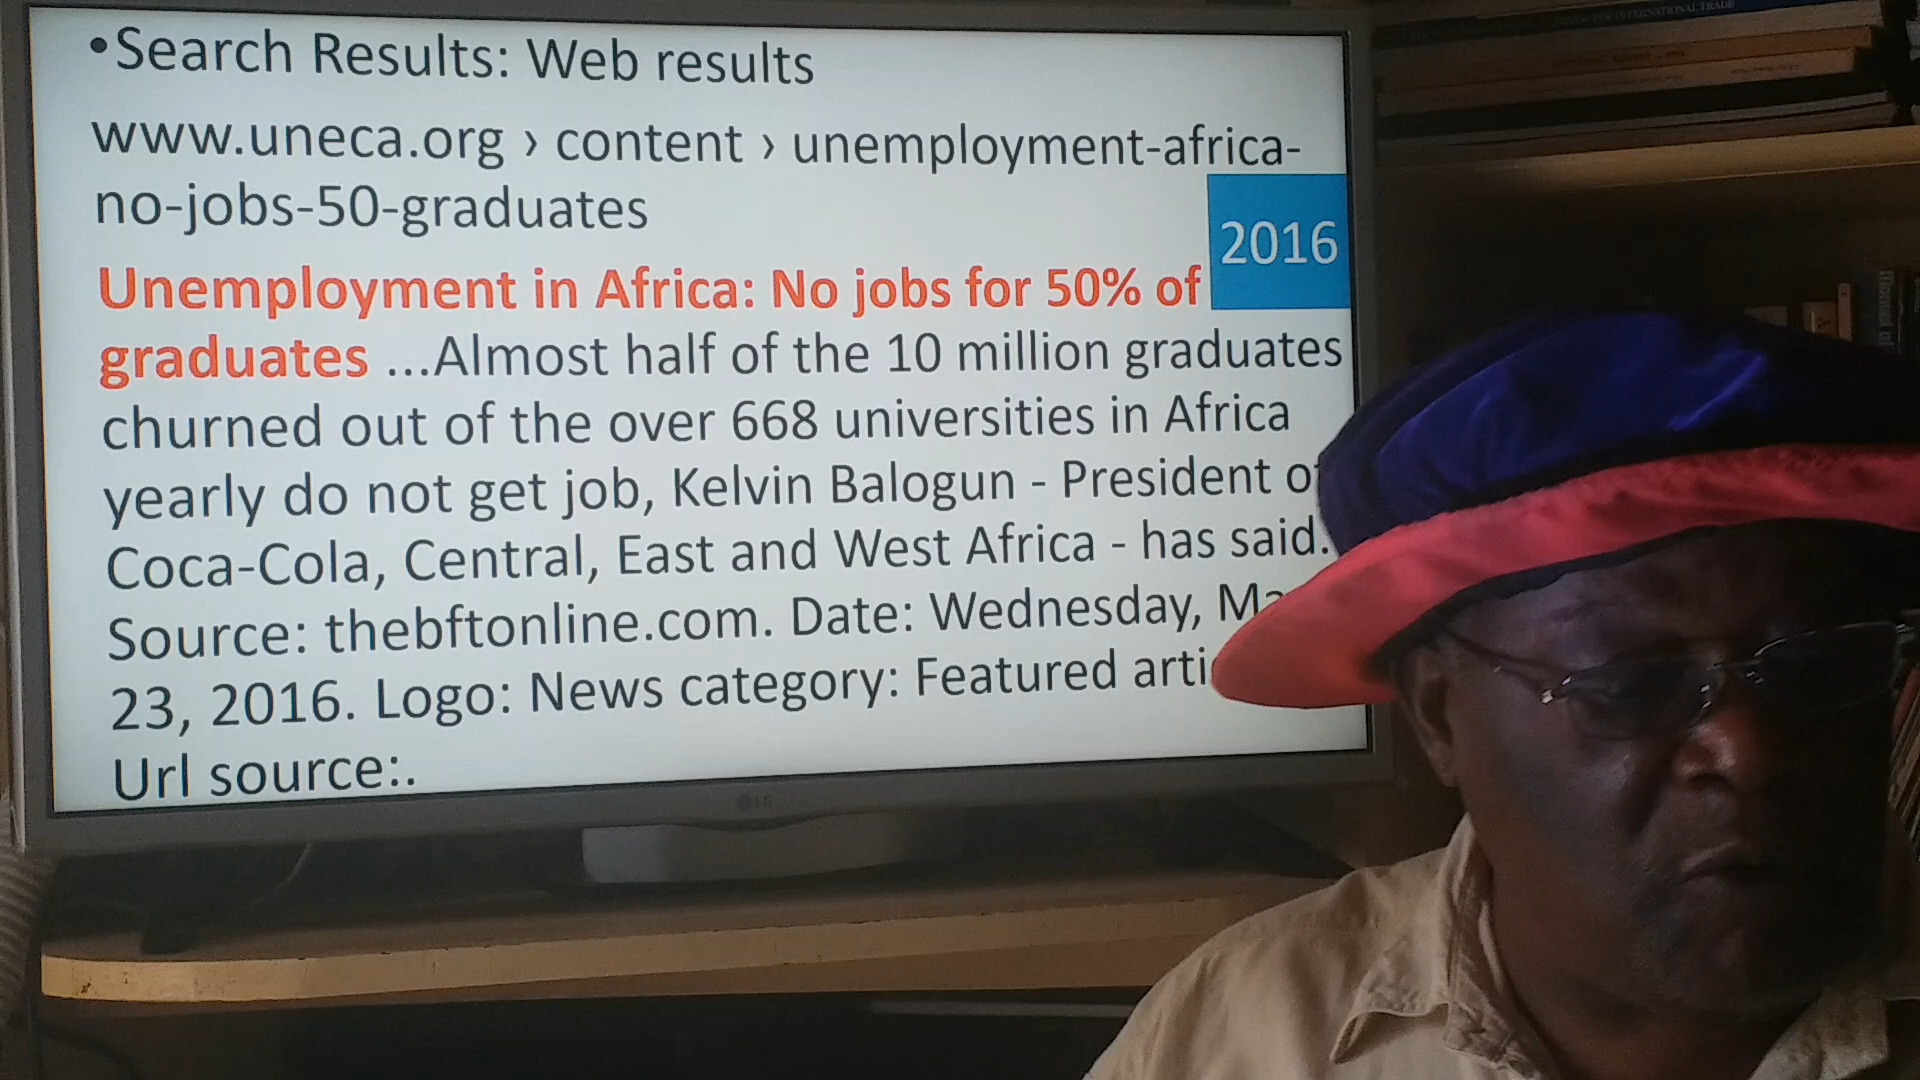 •Search Results: Web results
www.uneca.org › content › unemployment-africa-
no-jobs-50-graduates
2016
Unemployment in Africa: No jobs for 50% of
graduates ...Almost half of the 10 million graduates
churned out of the over 668 universities in Africa
yearly do not get job, Kelvin Balogun - President
Coca-Cola, Central, East and West Africa - has said.
Source: thebftonline.com. Date: Wednesday,
23, 2016. Logo: News category: Featured
Url source:.
LG
INTERNATIONAL TRADE